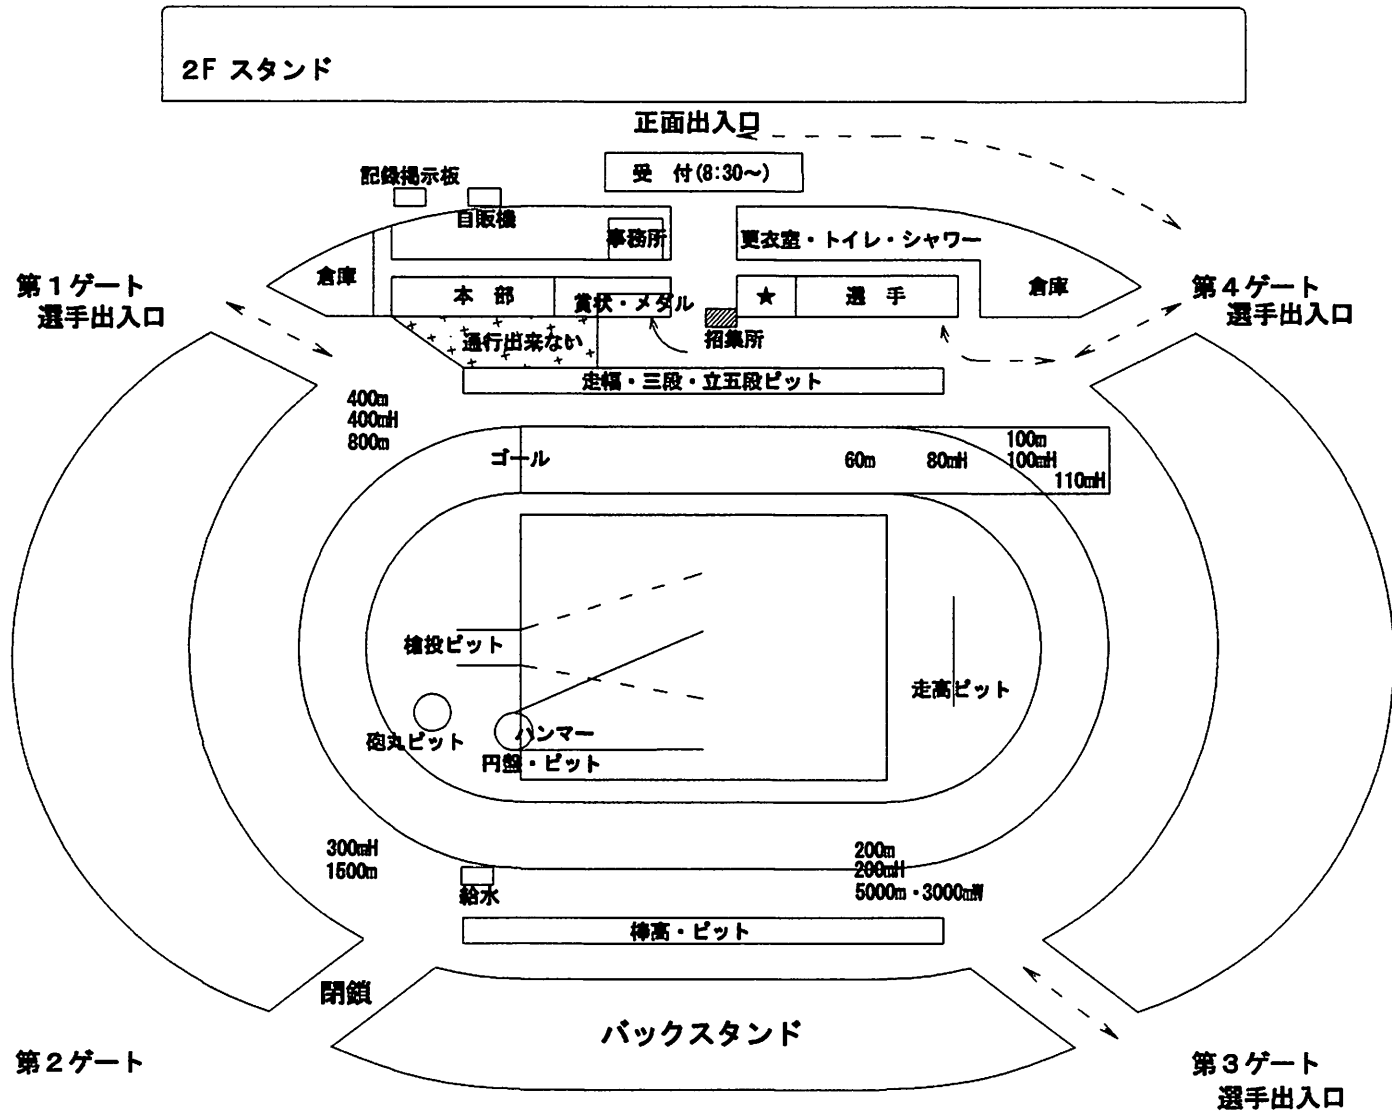 2F スタンド
正面出入口
受　付(8:30～)
記録掲示板
自販機
事務所
更衣室・トイレ・シャワー
倉庫
倉庫
第１ゲート
選手出入口
第４ゲート
選手出入口
本　部
賞状・メダル
★
選　手
招集所
通行出来ない
走幅・三段・立五段ピット
400m
400mH
800m
ゴール
60m
80mH
100m
100mH
110mH
槍投ピット
走高ピット
砲丸ピット
ハンマー
円盤・ピット
300mH
1500m
200m
200mH
5000m・3000mW
給水
棒高・ピット
閉鎖
バックスタンド
第２ゲート
第３ゲート
選手出入口